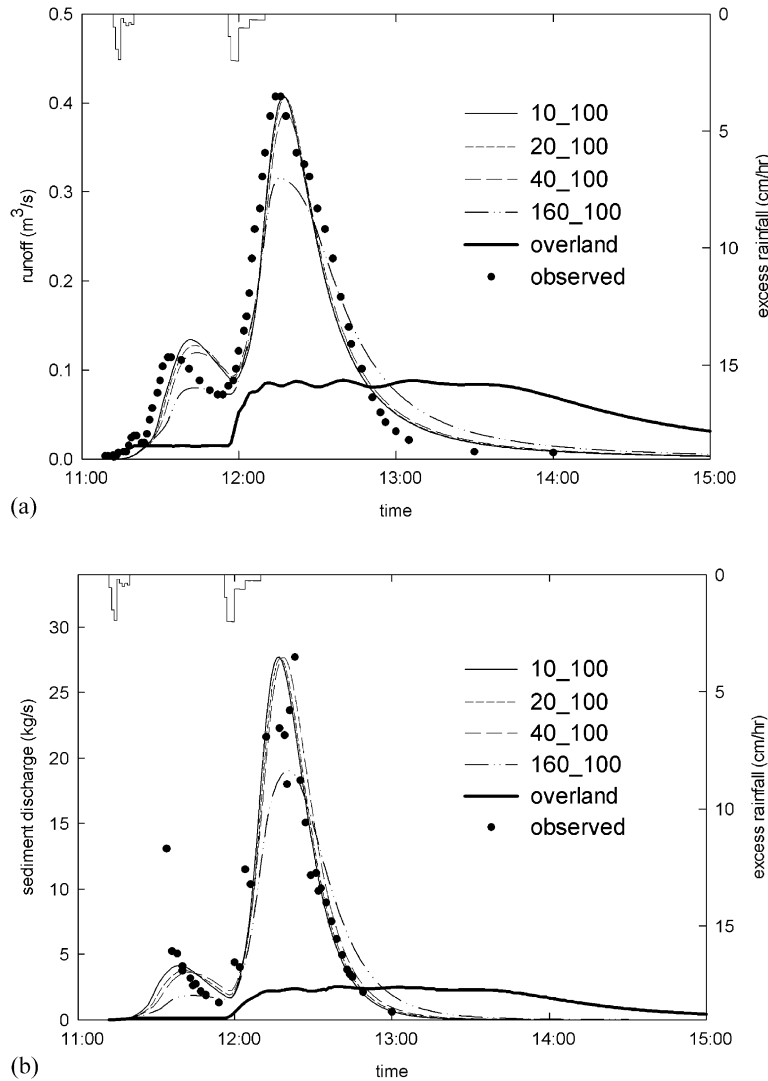 0.5
0.4
0.3
0.2
0.1
0.0
runoff (m3/s)
0
5
10
15
excess rainfall (cm/hr)
10_100
20_100
40_100
160_100
overland
observed
11:00 12:00 13:00 14:00 15:00
time
(a)
30
25
20
15
10
5
0
sediment discharge (kg/s)
0
5
10
15
excess rainfall (cm/hr)
10_100
20_100
40_100
160_100
overland
observed
11:00 12:00 13:00 14:00 15:00
time
(b)